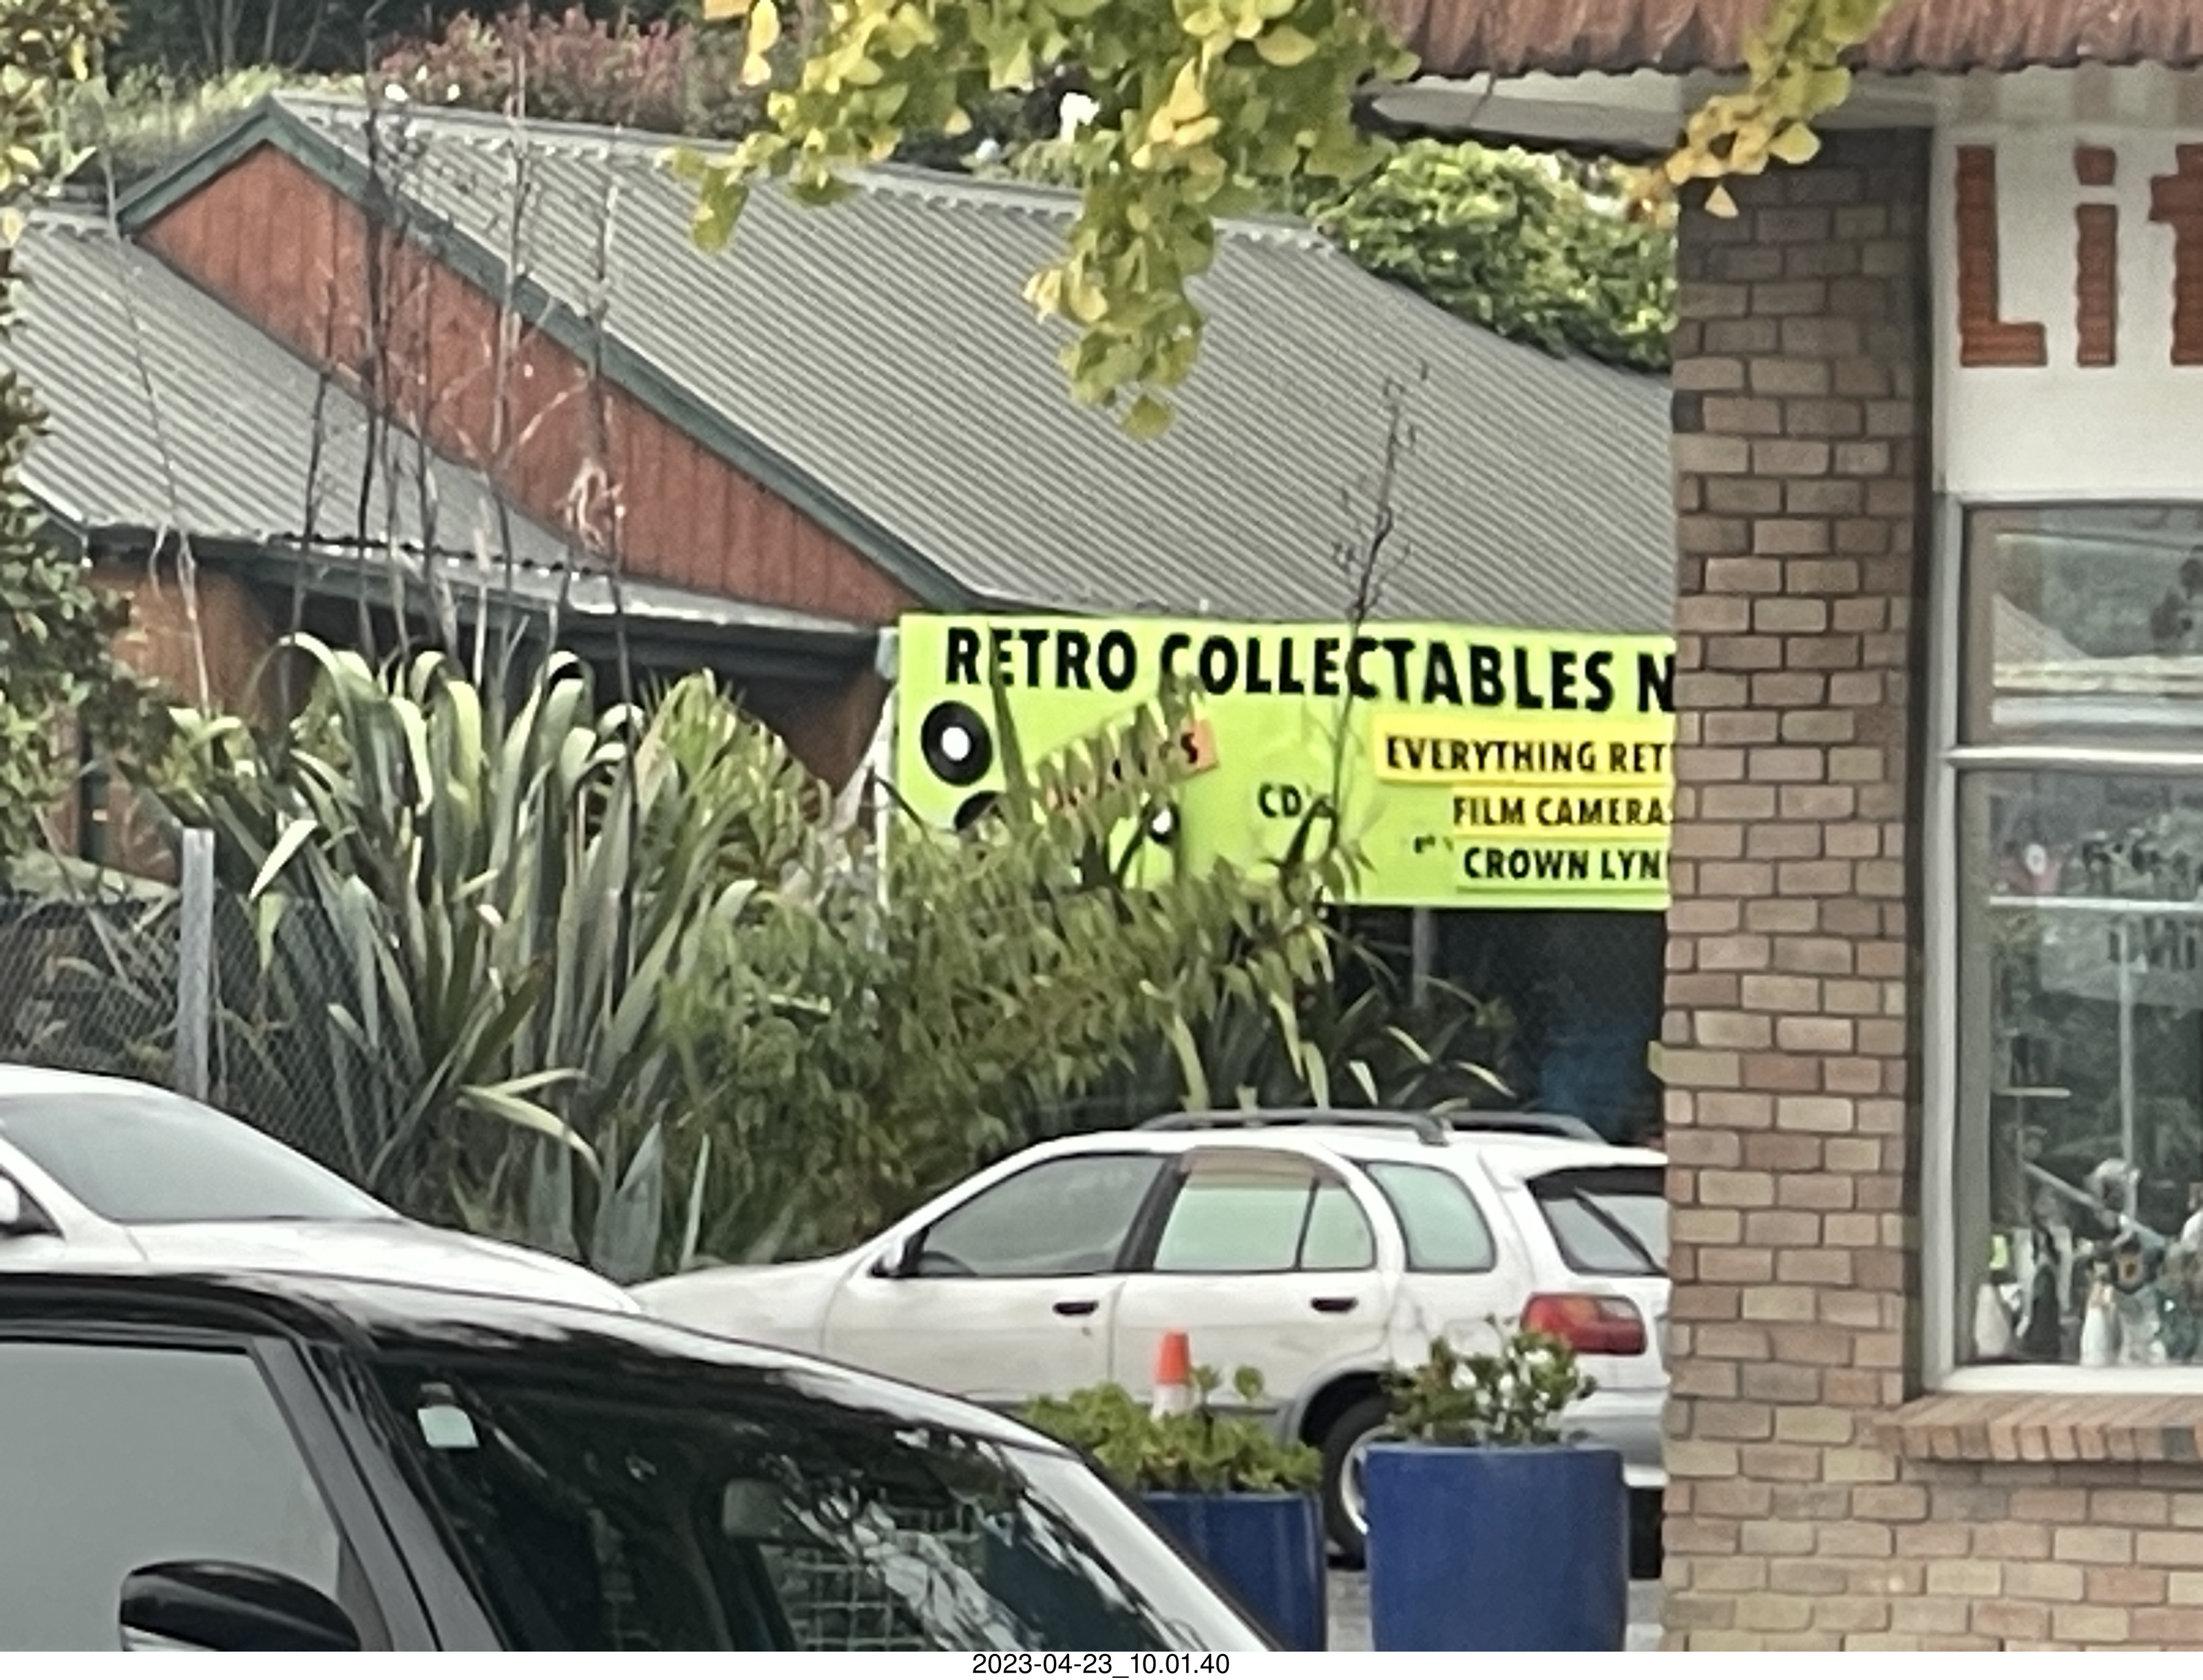 Lit
RETRO COLLECTABLES N
EVERYTHING RET
CD's
FILM CAMERAS
CROWN LYN
2023-04-23_10.01.40